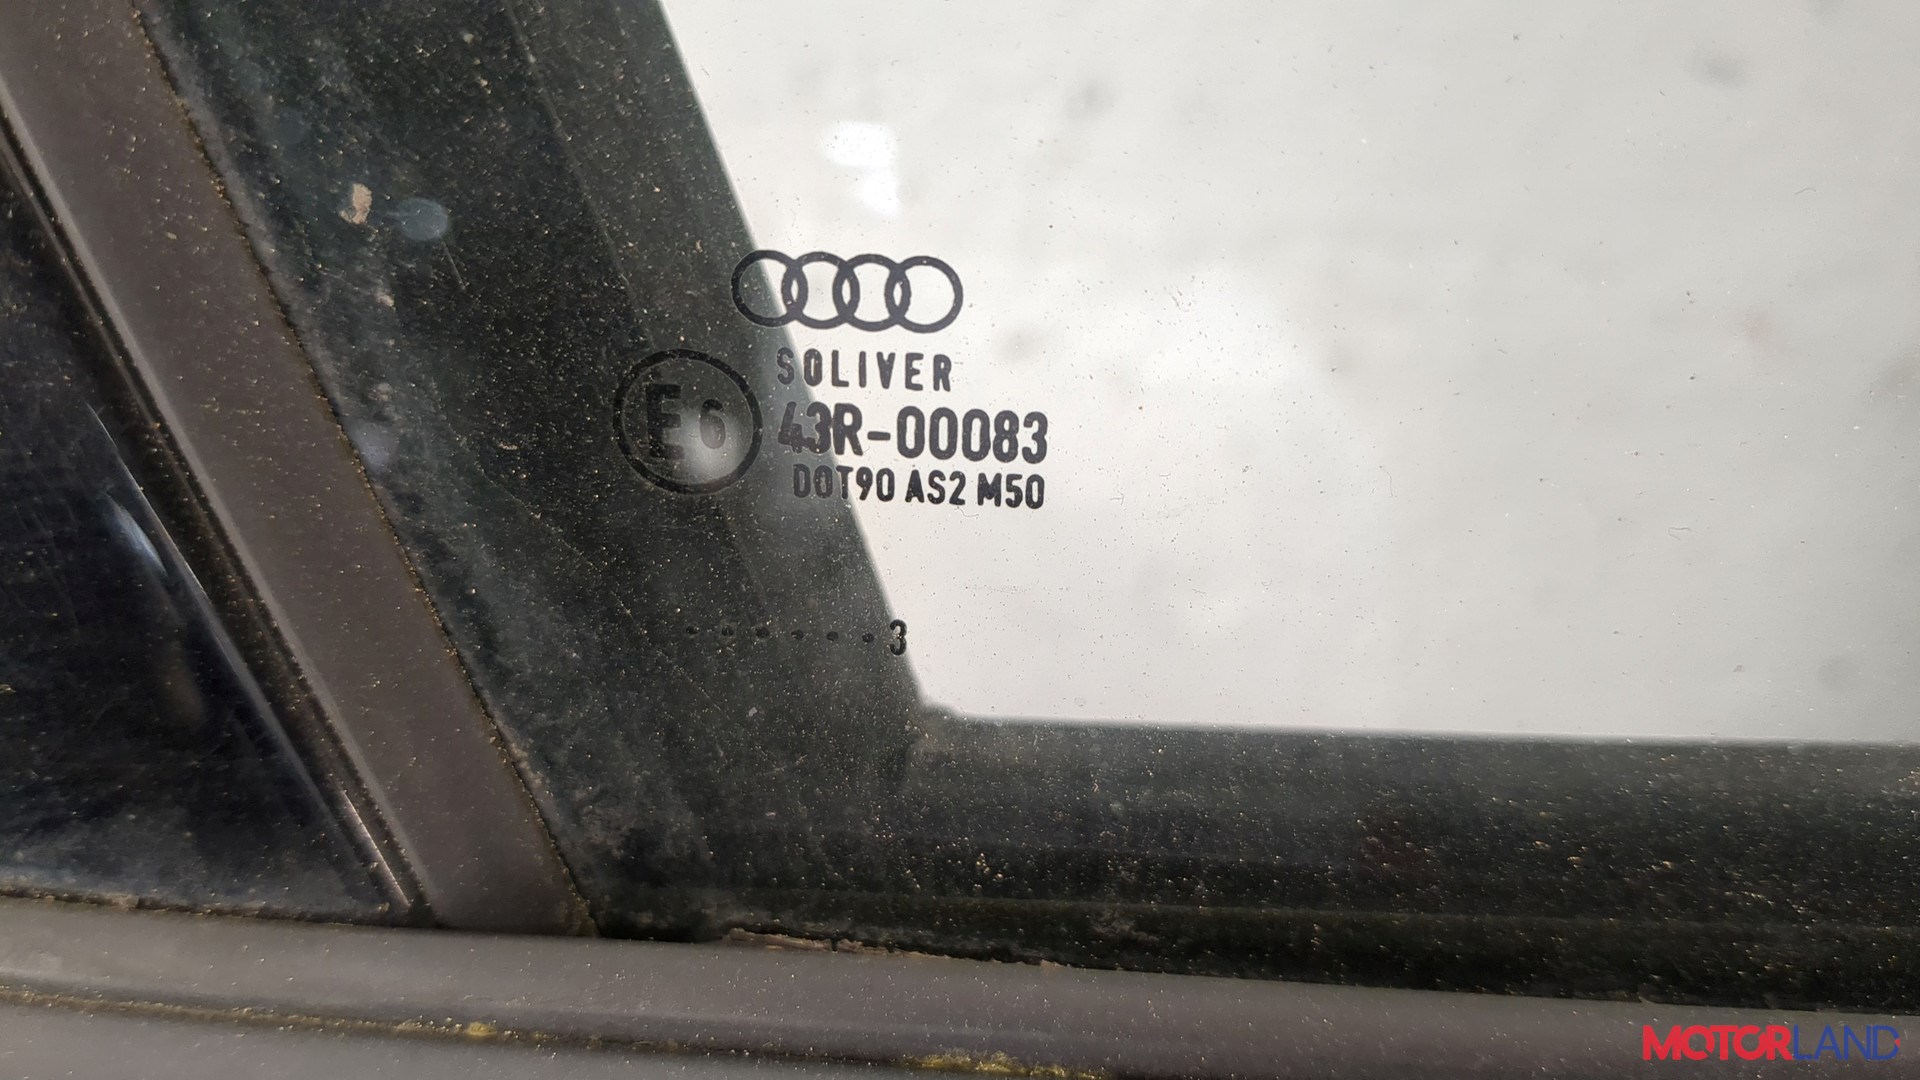 SOLIVER
E6
43R-00083
DOT90 AS2 M50
. . . . . . 3
MOTORLAND